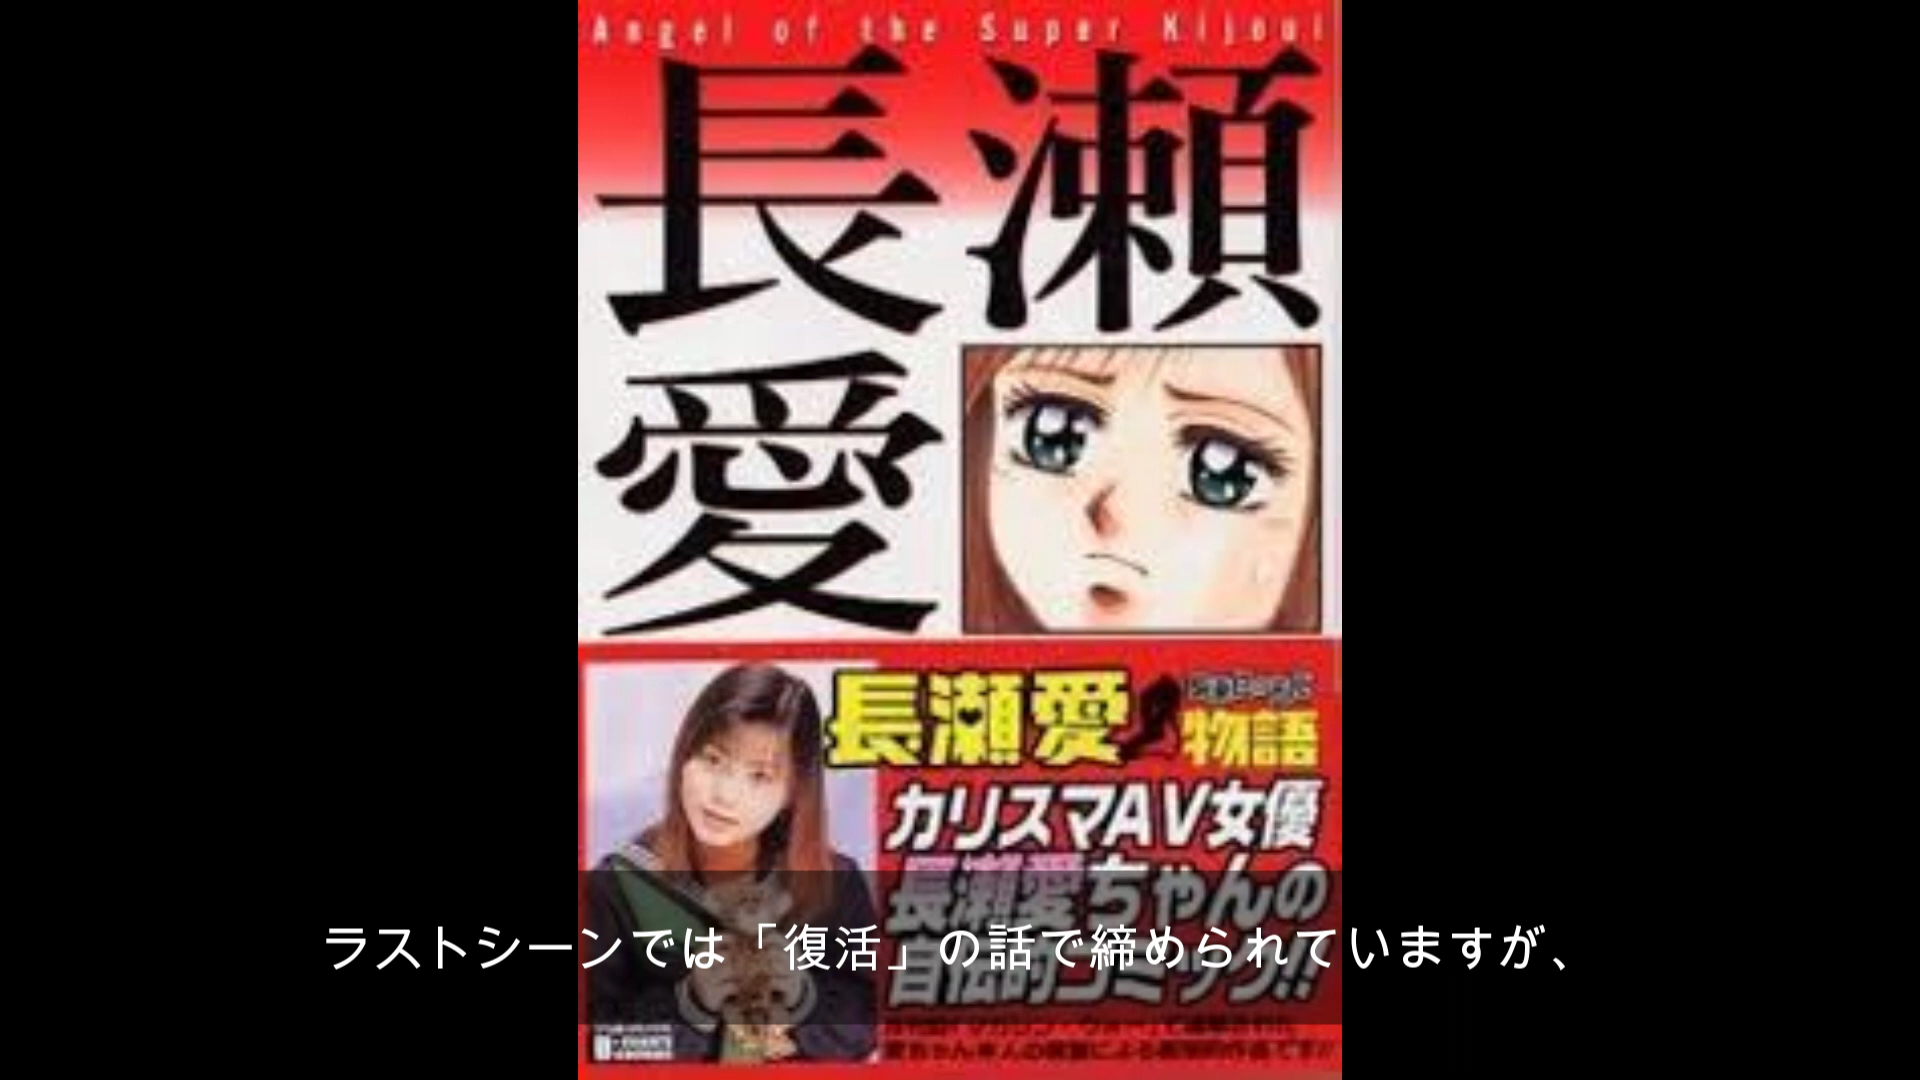 Angel of the Super Kijoui
長瀬
愛
長瀬愛
物語
カリスマAV女優
長瀬愛ちゃんの
自伝的コミック!!
ラストシーンでは「復活」の話で締められていますが、